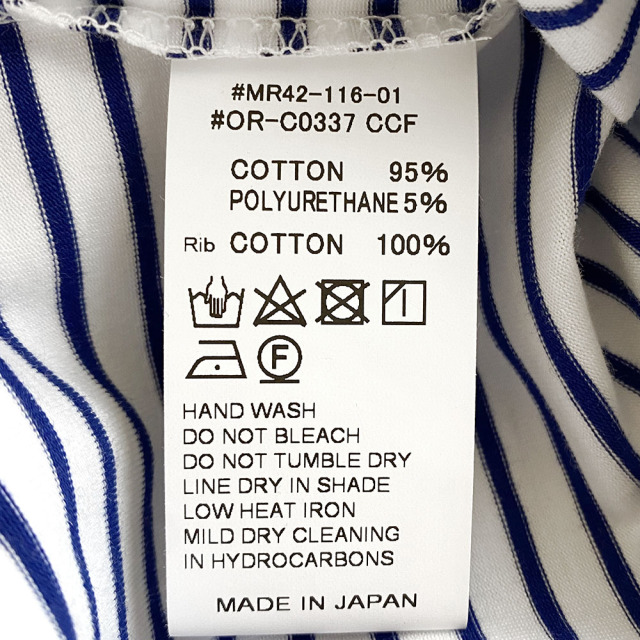 #MR42-116-01
#OR-C0337 CCF
COTTON 95%
POLYURETHANE 5%
Rib COTTON 100%
F
HAND WASH
DO NOT BLEACH
DO NOT TUMBLE DRY
LINE DRY IN SHADE
LOW HEAT IRON
MILD DRY CLEANING
IN HYDROCARBONS
MADE IN JAPAN